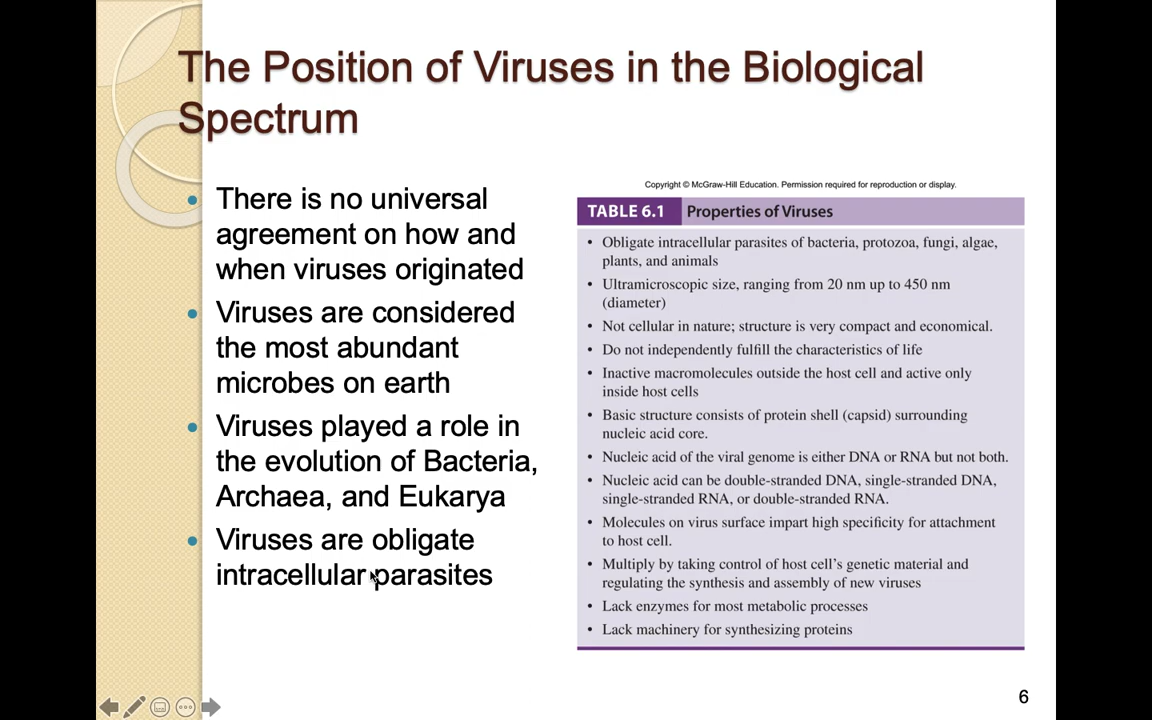 The Position of Viruses in the Biological
Spectrum
• There is no universal
agreement on how and
when viruses originated
• Viruses are considered
the most abundant
microbes on earth
• Viruses played a role in
the evolution of Bacteria,
Archaea, and Eukarya
• Viruses are obligate
intracellular parasites
Copyright © McGraw-Hill Education. Permission required for reproduction or display.
TABLE 6.1 Properties of Viruses
• Obligate intracellular parasites of bacteria, protozoa, fungi, algae,
plants, and animals
• Ultramicroscopic size, ranging from 20 nm up to 450 nm
(diameter)
• Not cellular in nature; structure is very compact and economical.
• Do not independently fulfill the characteristics of life
• Inactive macromolecules outside the host cell and active only
inside host cells
• Basic structure consists of protein shell (capsid) surrounding
nucleic acid core.
• Nucleic acid of the viral genome is either DNA or RNA but not both.
• Nucleic acid can be double-stranded DNA, single-stranded DNA,
single-stranded RNA, or double-stranded RNA.
• Molecules on virus surface impart high specificity for attachment
to host cell.
• Multiply by taking control of host cell’s genetic material and
regulating the synthesis and assembly of new viruses
• Lack enzymes for most metabolic processes
• Lack machinery for synthesizing proteins
6